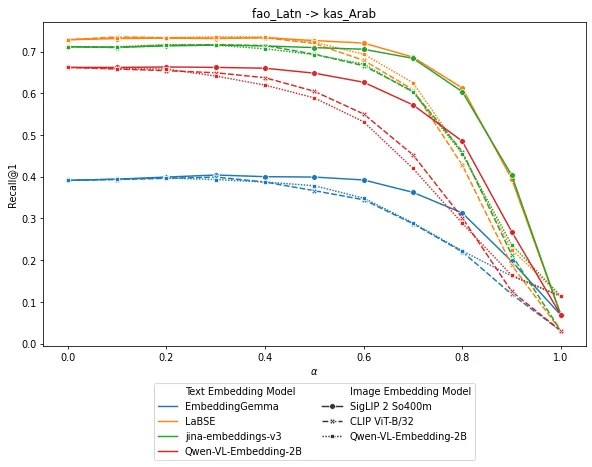 fao_Latn -> kas_Arab
Recall@1
0.7
0.6
0.5
0.4
0.3
0.2
0.1
0.0
0.0 0.2 0.4 0.6 0.8 1.0
α
Text Embedding Model Image Embedding Model
EmbeddingGemma SigLIP 2 So400m
LaBSE CLIP ViT-B/32
jina-embeddings-v3 Qwen-VL-Embedding-2B
Qwen-VL-Embedding-2B